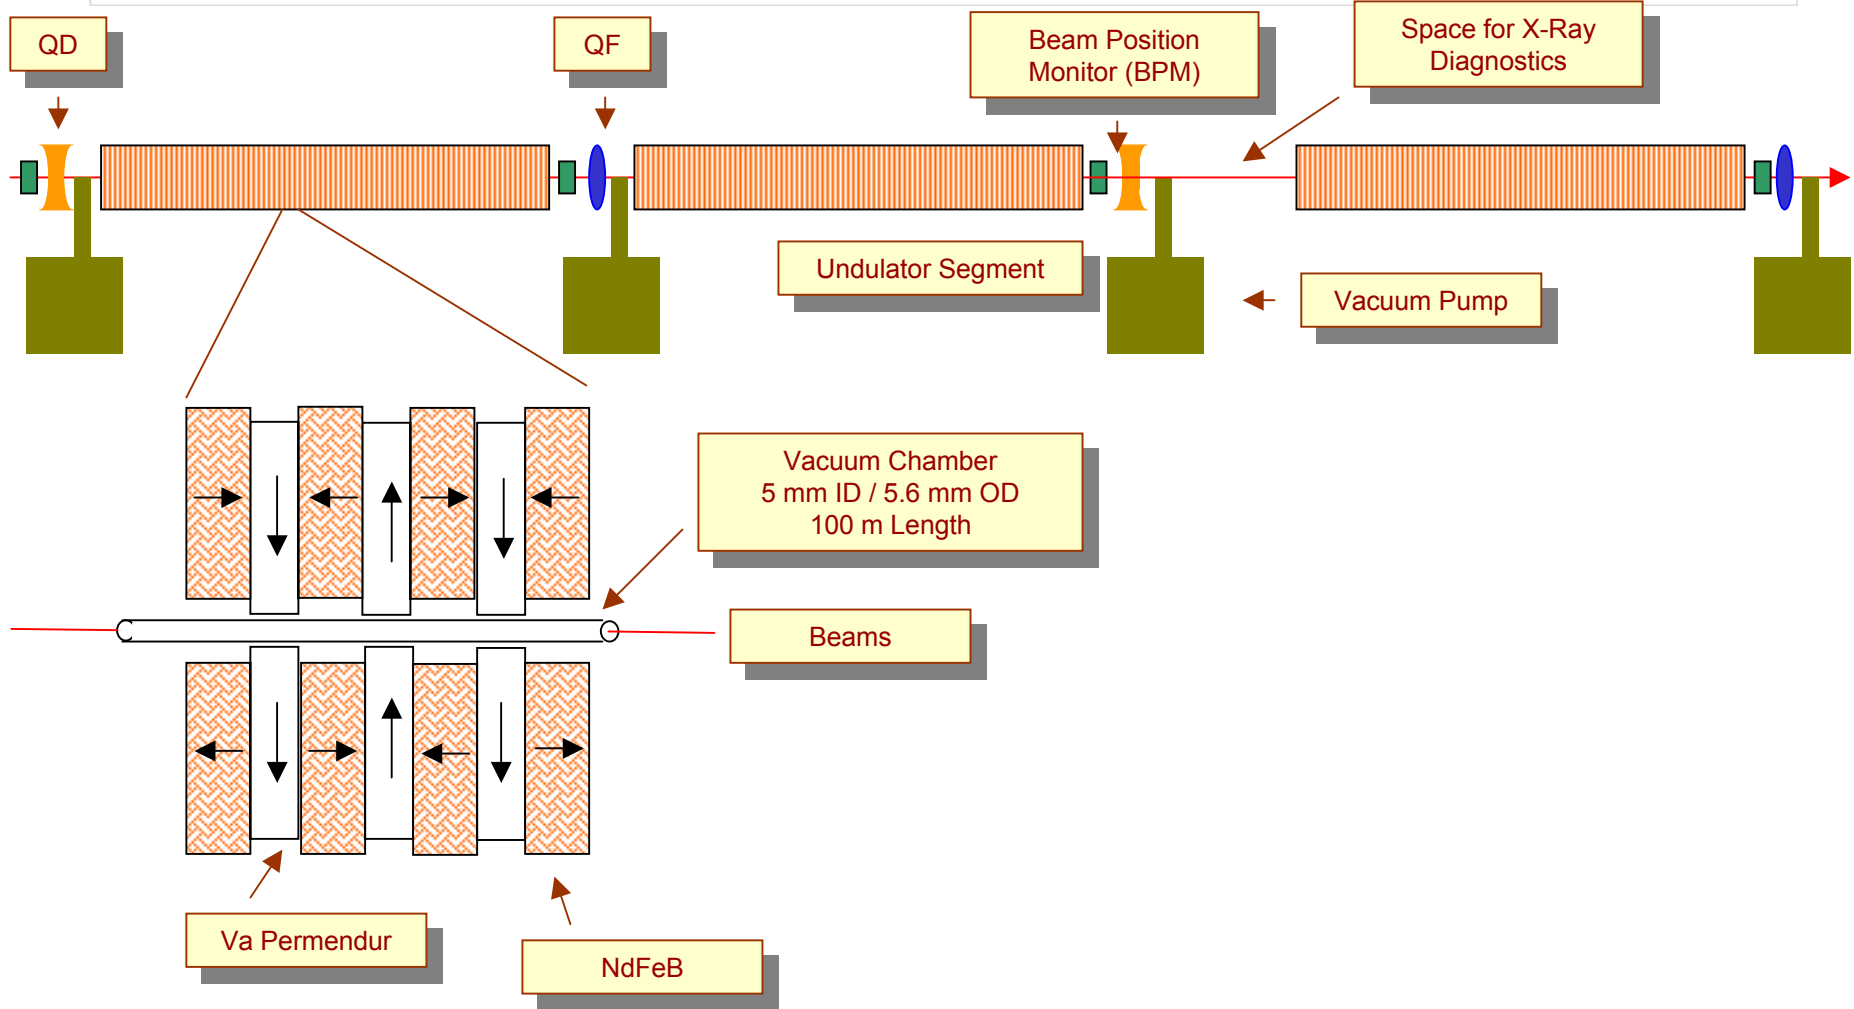 QD
QF
Beam Position
Monitor (BPM)
Space for X-Ray
Diagnostics
Undulator Segment
Vacuum Pump
Vacuum Chamber
5 mm ID / 5.6 mm OD
100 m Length
Beams
Va Permendur
NdFeB